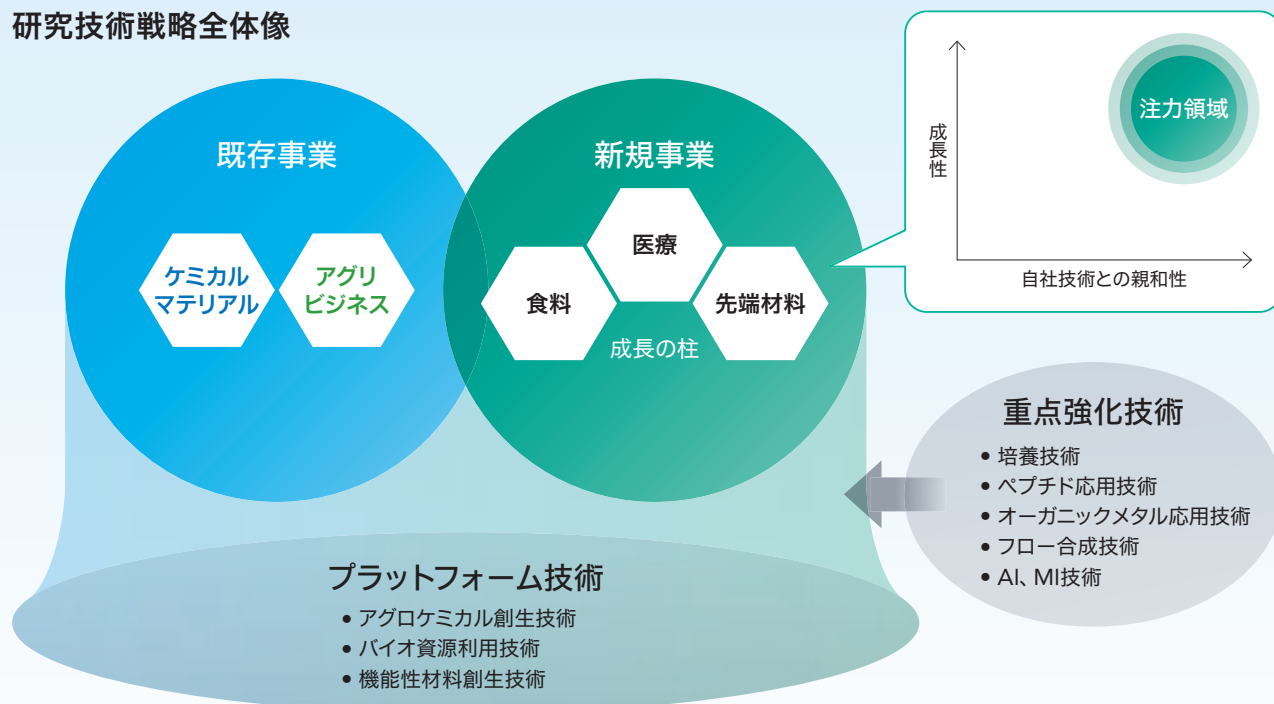 研究技術戦略全体像
既存事業
ケミカル
マテリアル
アグリ
ビジネス
新規事業
医療
食料
先端材料
成長の柱
注力領域
成長性
自社技術との親和性
重点強化技術
• 培養技術
• ペプチド応用技術
• オーガニックメタル応用技術
• フロー合成技術
• AI、MI技術
プラットフォーム技術
• アグロケミカル創生技術
• バイオ資源利用技術
• 機能性材料創生技術